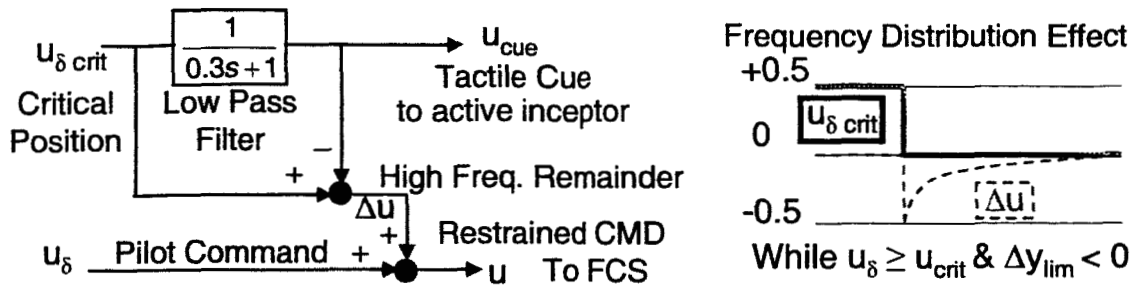 u_δ crit
Critical
Position
1
0.3s+1
Low Pass
Filter
u_cue
Tactile Cue
to active inceptor
−
+
High Freq. Remainder
Δu
+
Restrained CMD
To FCS
u_δ
Pilot Command
+
u
Frequency Distribution Effect
+0.5
u_δ crit
0
Δu
-0.5
While u_δ ≥ u_crit & Δy_lim < 0